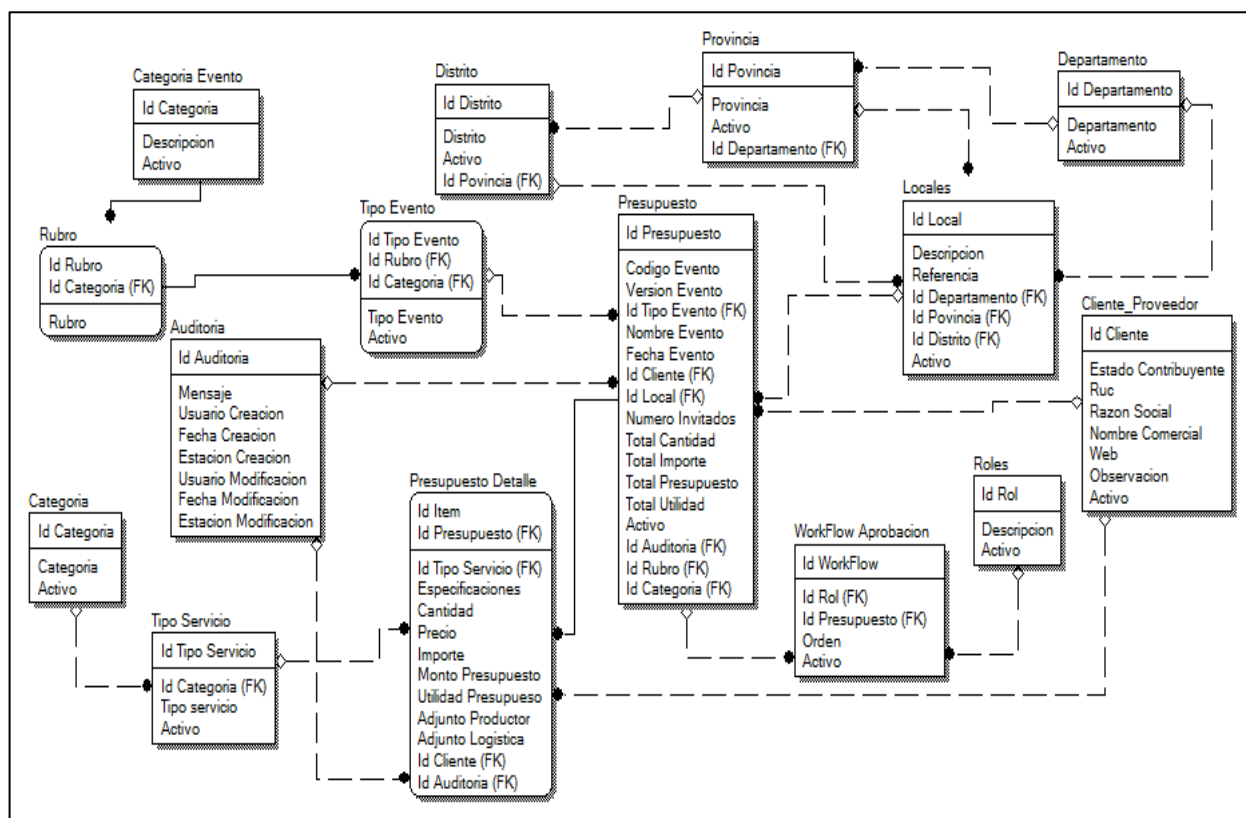 Categoria Evento
Id Categoria
Descripcion
Activo
Distrito
Id Distrito
Distrito
Activo
Id Povincia (FK)
Provincia
Id Povincia
Provincia
Activo
Id Departamento (FK)
Departamento
Id Departamento
Departamento
Activo
Rubro
Id Rubro
Id Categoria (FK)
Rubro
Tipo Evento
Id Tipo Evento
Id Rubro (FK)
Id Categoria (FK)
Tipo Evento
Activo
Presupuesto
Id Presupuesto
Codigo Evento
Version Evento
Id Tipo Evento (FK)
Nombre Evento
Fecha Evento
Id Cliente (FK)
Id Local (FK)
Numero Invitados
Total Cantidad
Total Importe
Total Presupuesto
Total Utilidad
Activo
Id Auditoria (FK)
Id Rubro (FK)
Id Categoria (FK)
Locales
Id Local
Descripcion
Referencia
Id Departamento (FK)
Id Povincia (FK)
Id Distrito (FK)
Activo
Cliente_Proveedor
Id Cliente
Estado Contribuyente
Ruc
Razon Social
Nombre Comercial
Web
Observacion
Activo
Auditoria
Id Auditoria
Mensaje
Usuario Creacion
Fecha Creacion
Estacion Creacion
Usuario Modificacion
Fecha Modificacion
Estacion Modificacion
Categoria
Id Categoria
Categoria
Activo
Tipo Servicio
Id Tipo Servicio
Id Categoria (FK)
Tipo servicio
Activo
Presupuesto Detalle
Id Item
Id Presupuesto (FK)
Id Tipo Servicio (FK)
Especificaciones
Cantidad
Precio
Importe
Monto Presupuesto
Utilidad Presupueso
Adjunto Productor
Adjunto Logistica
Id Cliente (FK)
Id Auditoria (FK)
WorkFlow Aprobacion
Id WorkFlow
Id Rol (FK)
Id Presupuesto (FK)
Orden
Activo
Roles
Id Rol
Descripcion
Activo